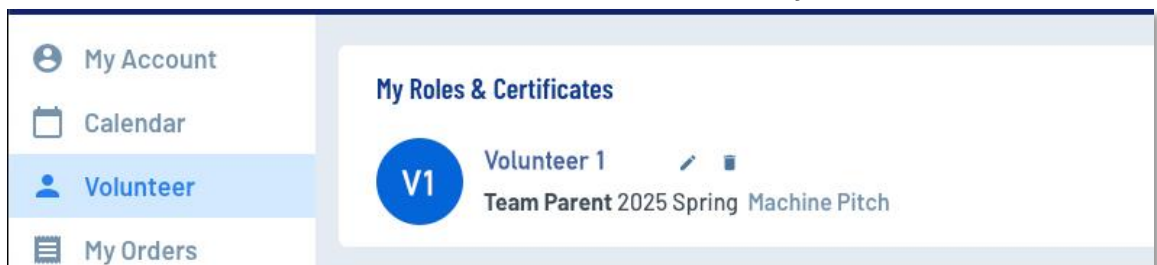 My Account
Calendar
Volunteer
My Orders
My Roles & Certificates
V1
Volunteer 1
Team Parent 2025 Spring Machine Pitch